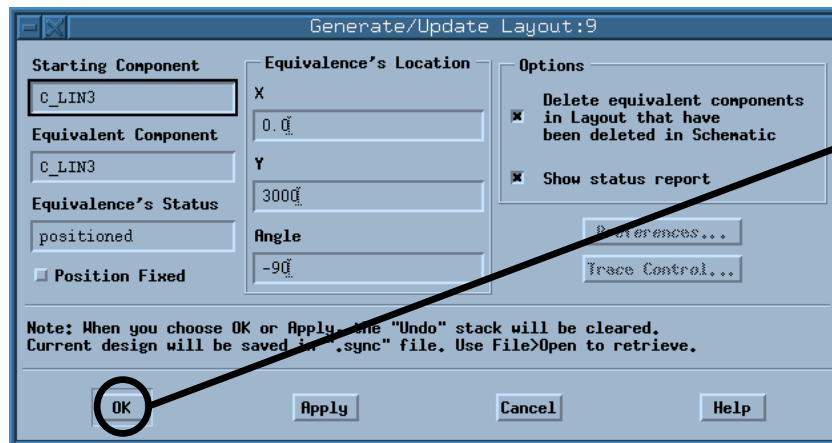 Generate/Update Layout:9
Starting Component
C_LIN3
Equivalent Component
C_LIN3
Equivalence's Status
positioned
Position Fixed
Equivalence's Location
X
0.0
Y
3000
Angle
-90
Options
Delete equivalent components
in Layout that have
been deleted in Schematic
Show status report
Preferences...
Trace Control...
Note: When you choose OK or Apply, the "Undo" stack will be cleared.
Current design will be saved in ".sync" file. Use File>Open to retrieve.
OK
Apply
Cancel
Help